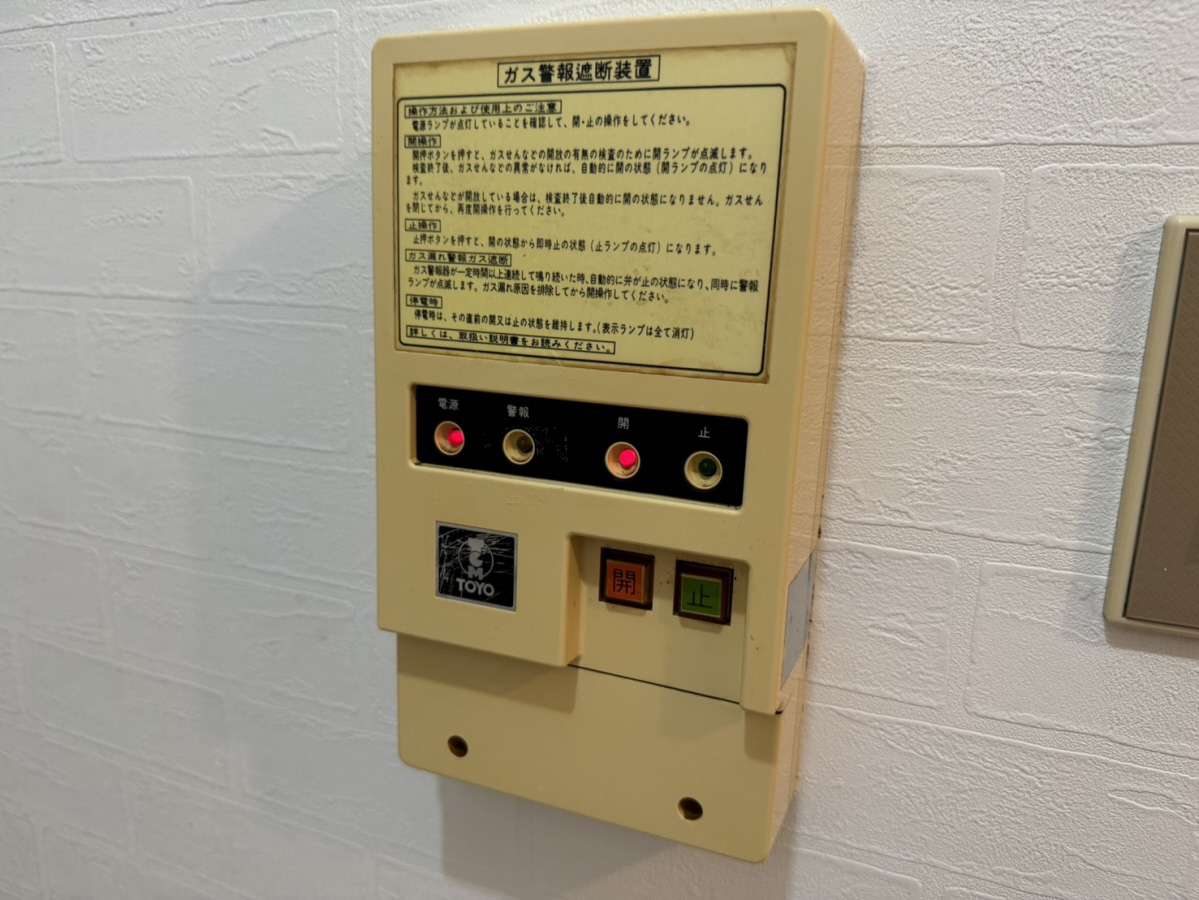 ガス警報遮断装置
操作方法および使用上のご注意
電源ランプが点灯していることを確認して、開・止の操作をしてください。
開操作
開押ボタンを押すと、ガスせんなどの開放の有無の検査のために開ランプが点滅します。
検査終了後、ガスせんなどの異常がなければ、自動的に開の状態（開ランプの点灯）になり
ます。
ガスせんなどが開放している場合は、検査終了後自動的に開の状態になりません。ガスせん
を閉じてから、再度開操作を行ってください。
止操作
止押ボタンを押すと、開の状態から即時止の状態（止ランプの点灯）になります。
ガス漏れ警報ガス遮断
ガス警報器が一定時間以上連続して鳴り続いた時、自動的に弁が止の状態になり、同時に警報
ランプが点滅します。ガス漏れ原因を排除してから開操作してください。
停電時
停電時は、その直前の開又は止の状態を維持します。（表示ランプは全て消灯）
詳しくは、取扱い説明書をお読みください。
電源 警報 開 止
TOYO
開 止